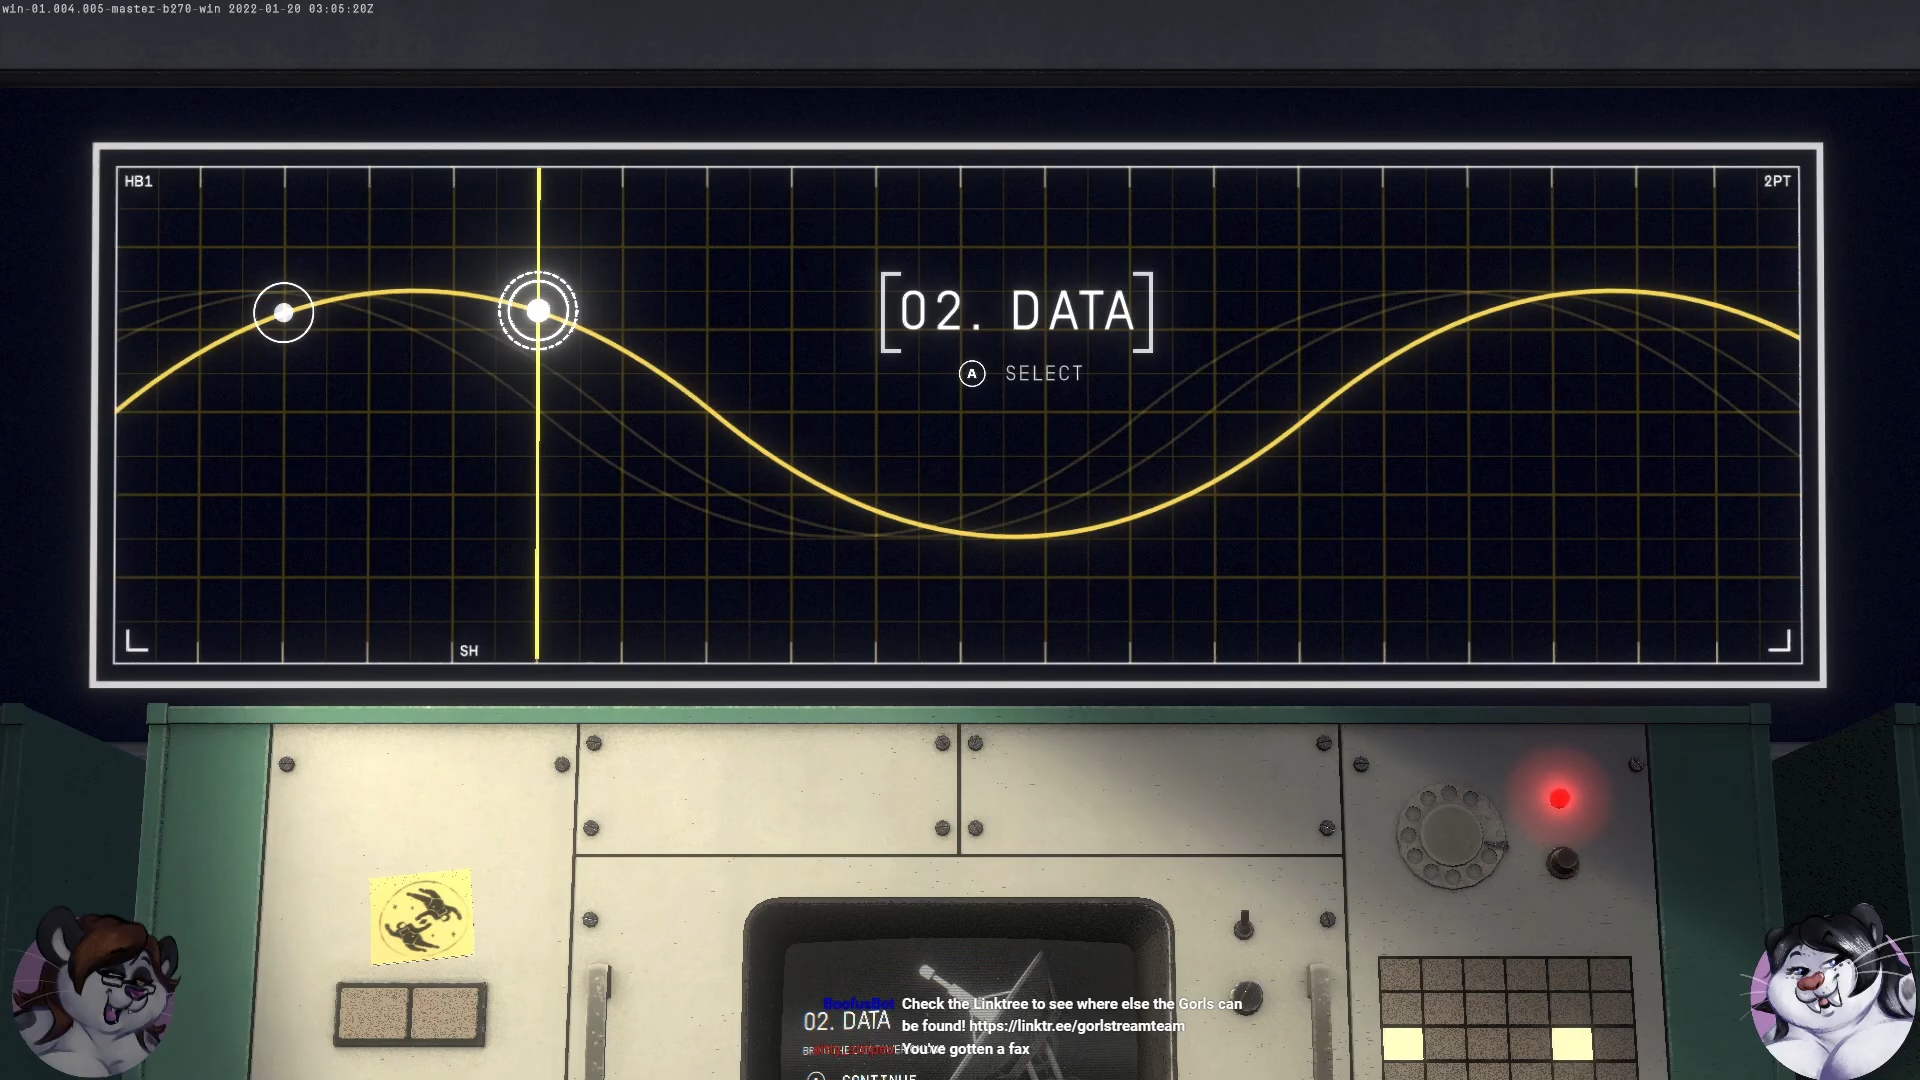 win-01.004.005-master-b270-win 2022-01-20 03:05:20Z
HB1
2PT
[02. DATA]
A SELECT
SH
BoofusBot Check the Linktree to see where else the Gorls can
be found! https://linktr.ee/gorlstreamteam
02. DATA
You've gotten a fax
CONTINUE